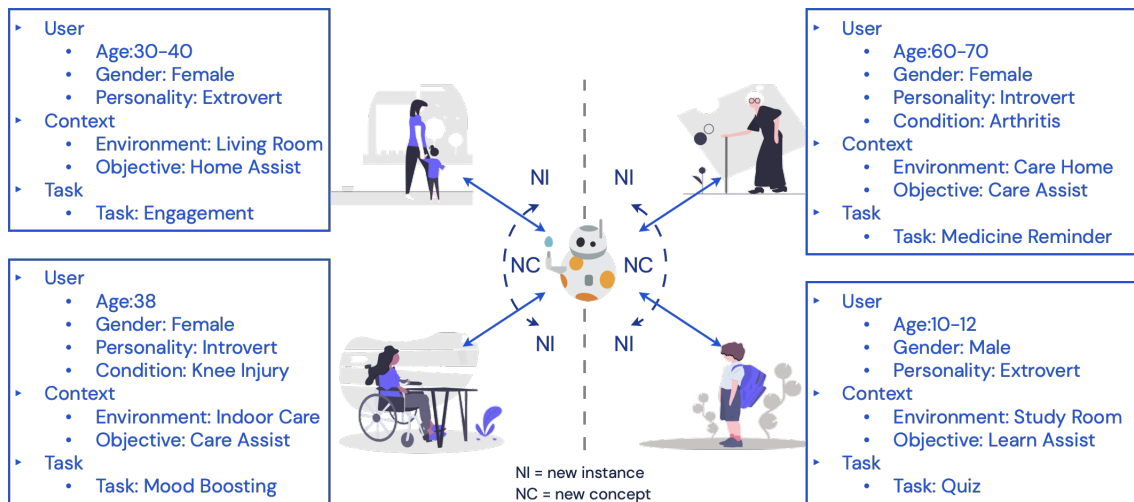 ▸ User
• Age:30-40
• Gender: Female
• Personality: Extrovert
▸ Context
• Environment: Living Room
• Objective: Home Assist
▸ Task
• Task: Engagement
▸ User
• Age:38
• Gender: Female
• Personality: Introvert
• Condition: Knee Injury
▸ Context
• Environment: Indoor Care
• Objective: Care Assist
▸ Task
• Task: Mood Boosting
NI
NI
NC
NC
NI
NI
NI = new instance
NC = new concept
▸ User
• Age:60-70
• Gender: Female
• Personality: Introvert
• Condition: Arthritis
▸ Context
• Environment: Care Home
• Objective: Care Assist
▸ Task
• Task: Medicine Reminder
▸ User
• Age:10-12
• Gender: Male
• Personality: Extrovert
▸ Context
• Environment: Study Room
• Objective: Learn Assist
▸ Task
• Task: Quiz